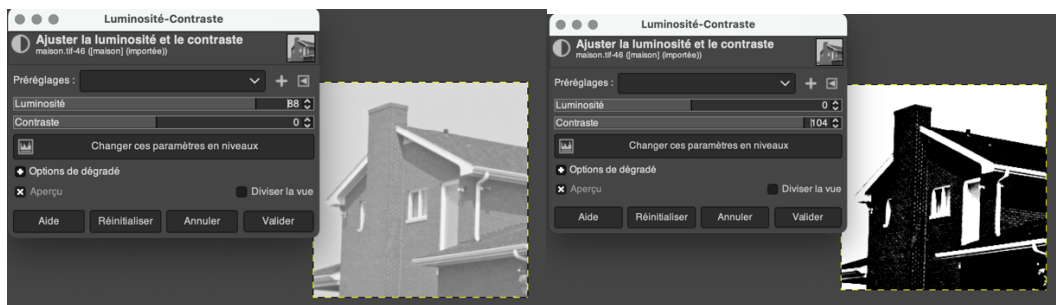 Luminosité-Contraste
Ajuster la luminosité et le contraste
maison.tif-46 ([maison] (importée))
Préréglages :
Luminosité 88
Contraste 0
Changer ces paramètres en niveaux
Options de dégradé
Aperçu Diviser la vue
Aide Réinitialiser Annuler Valider
Luminosité-Contraste
Ajuster la luminosité et le contraste
maison.tif-46 ([maison] (importée))
Préréglages :
Luminosité 0
Contraste 104
Changer ces paramètres en niveaux
Options de dégradé
Aperçu Diviser la vue
Aide Réinitialiser Annuler Valider